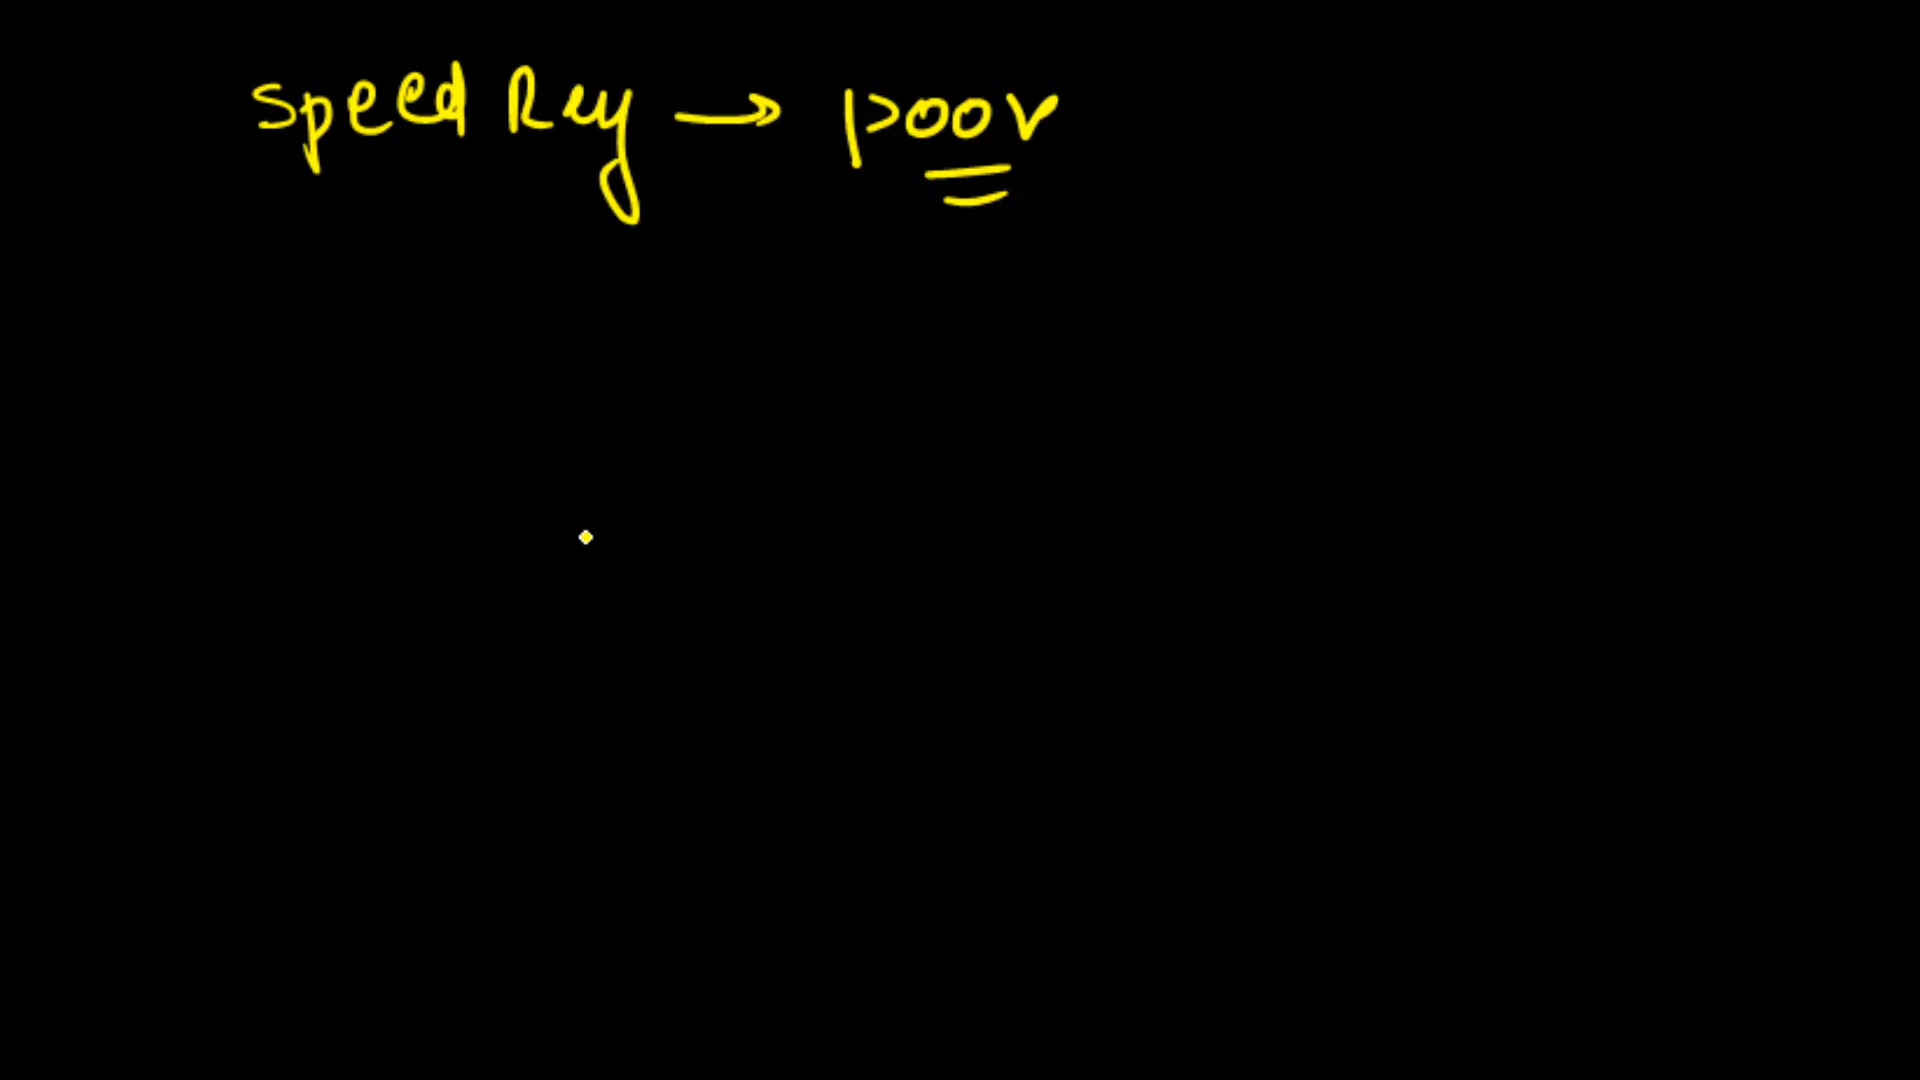 Speed Reg → poor